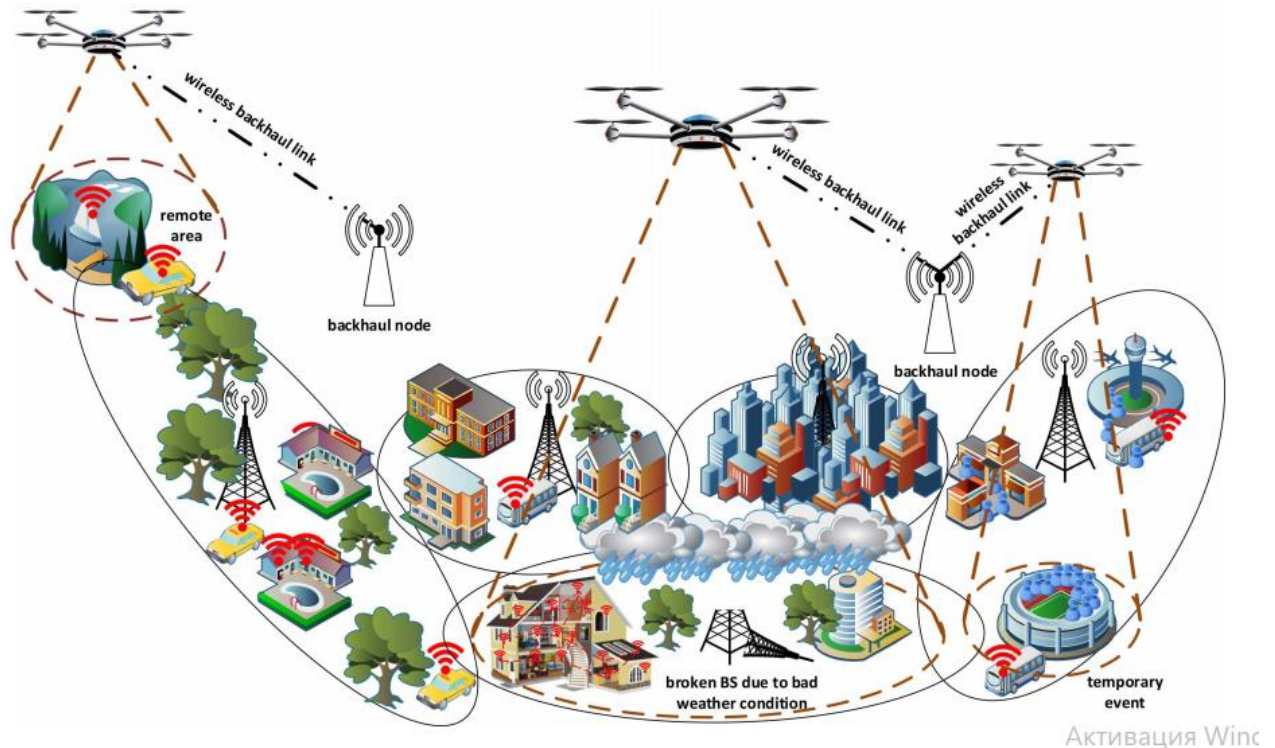 wireless backhaul link
wireless backhaul link
wireless
backhaul link
remote
area
backhaul node
backhaul node
broken BS due to bad
weather condition
temporary
event
Активация Winc